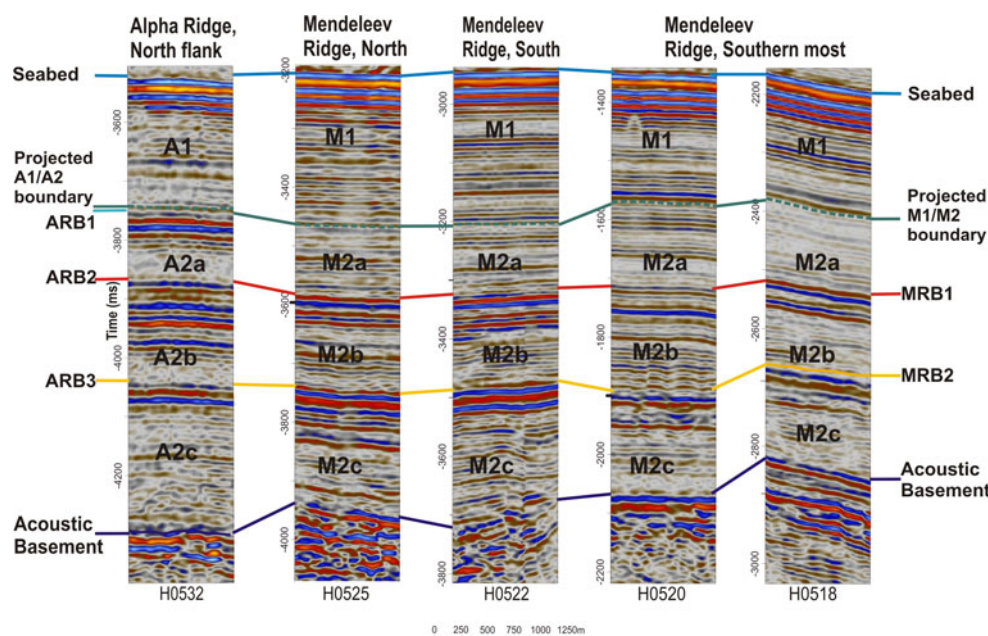 Alpha Ridge,
North flank
Mendeleev
Ridge, North
Mendeleev
Ridge, South
Mendeleev
Ridge, Southern most
Seabed
Projected
A1/A2
boundary
ARB1
ARB2
ARB3
Acoustic
Basement
Time (ms)
-3600
-3800
-4000
-4200
A1
A2a
A2b
A2c
H0532
-3200
-3400
-3600
-3800
-4000
M1
M2a
M2b
M2c
H0525
-3000
-3200
-3400
-3600
-3800
M1
M2a
M2b
M2c
H0522
-1400
-1600
-1800
-2000
-2200
M1
M2a
M2b
M2c
H0520
-2200
-2400
-2600
-2800
-3000
M1
M2a
M2b
M2c
H0518
Seabed
Projected
M1/M2
boundary
MRB1
MRB2
Acoustic
Basement
0 250 500 750 1000 1250m